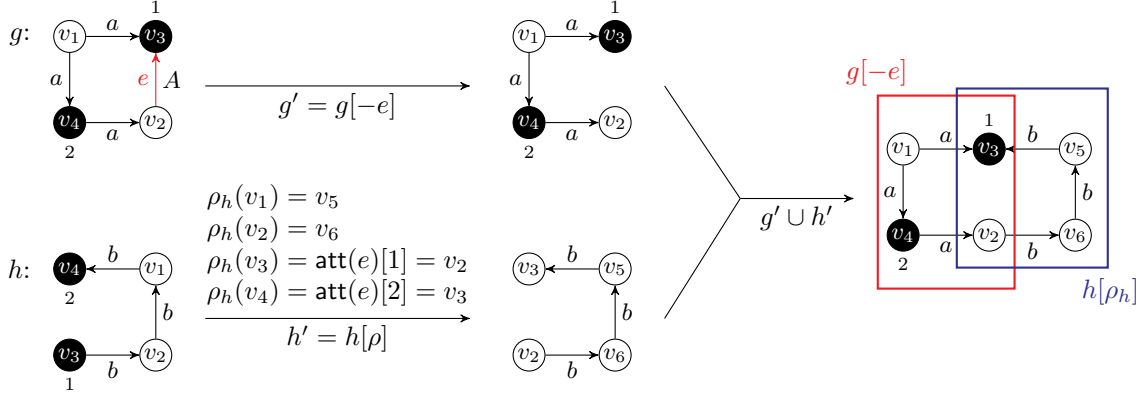 1
g: v₁ a v₃
a e A
v₄ a v₂
2
g′ = g[−e]
1
v₁ a v₃
a
v₄ a v₂
2
ρₕ(v₁) = v₅
ρₕ(v₂) = v₆
ρₕ(v₃) = att(e)[1] = v₂
ρₕ(v₄) = att(e)[2] = v₃
h′ = h[ρ]
h: v₄ b v₁
2
b
v₃ b v₂
1
v₃ b v₅
b
v₂ b v₆
g′ ∪ h′
g[−e]
1
v₁ a v₃ b v₅
a b
v₄ a v₂ b v₆
2
h[ρₕ]